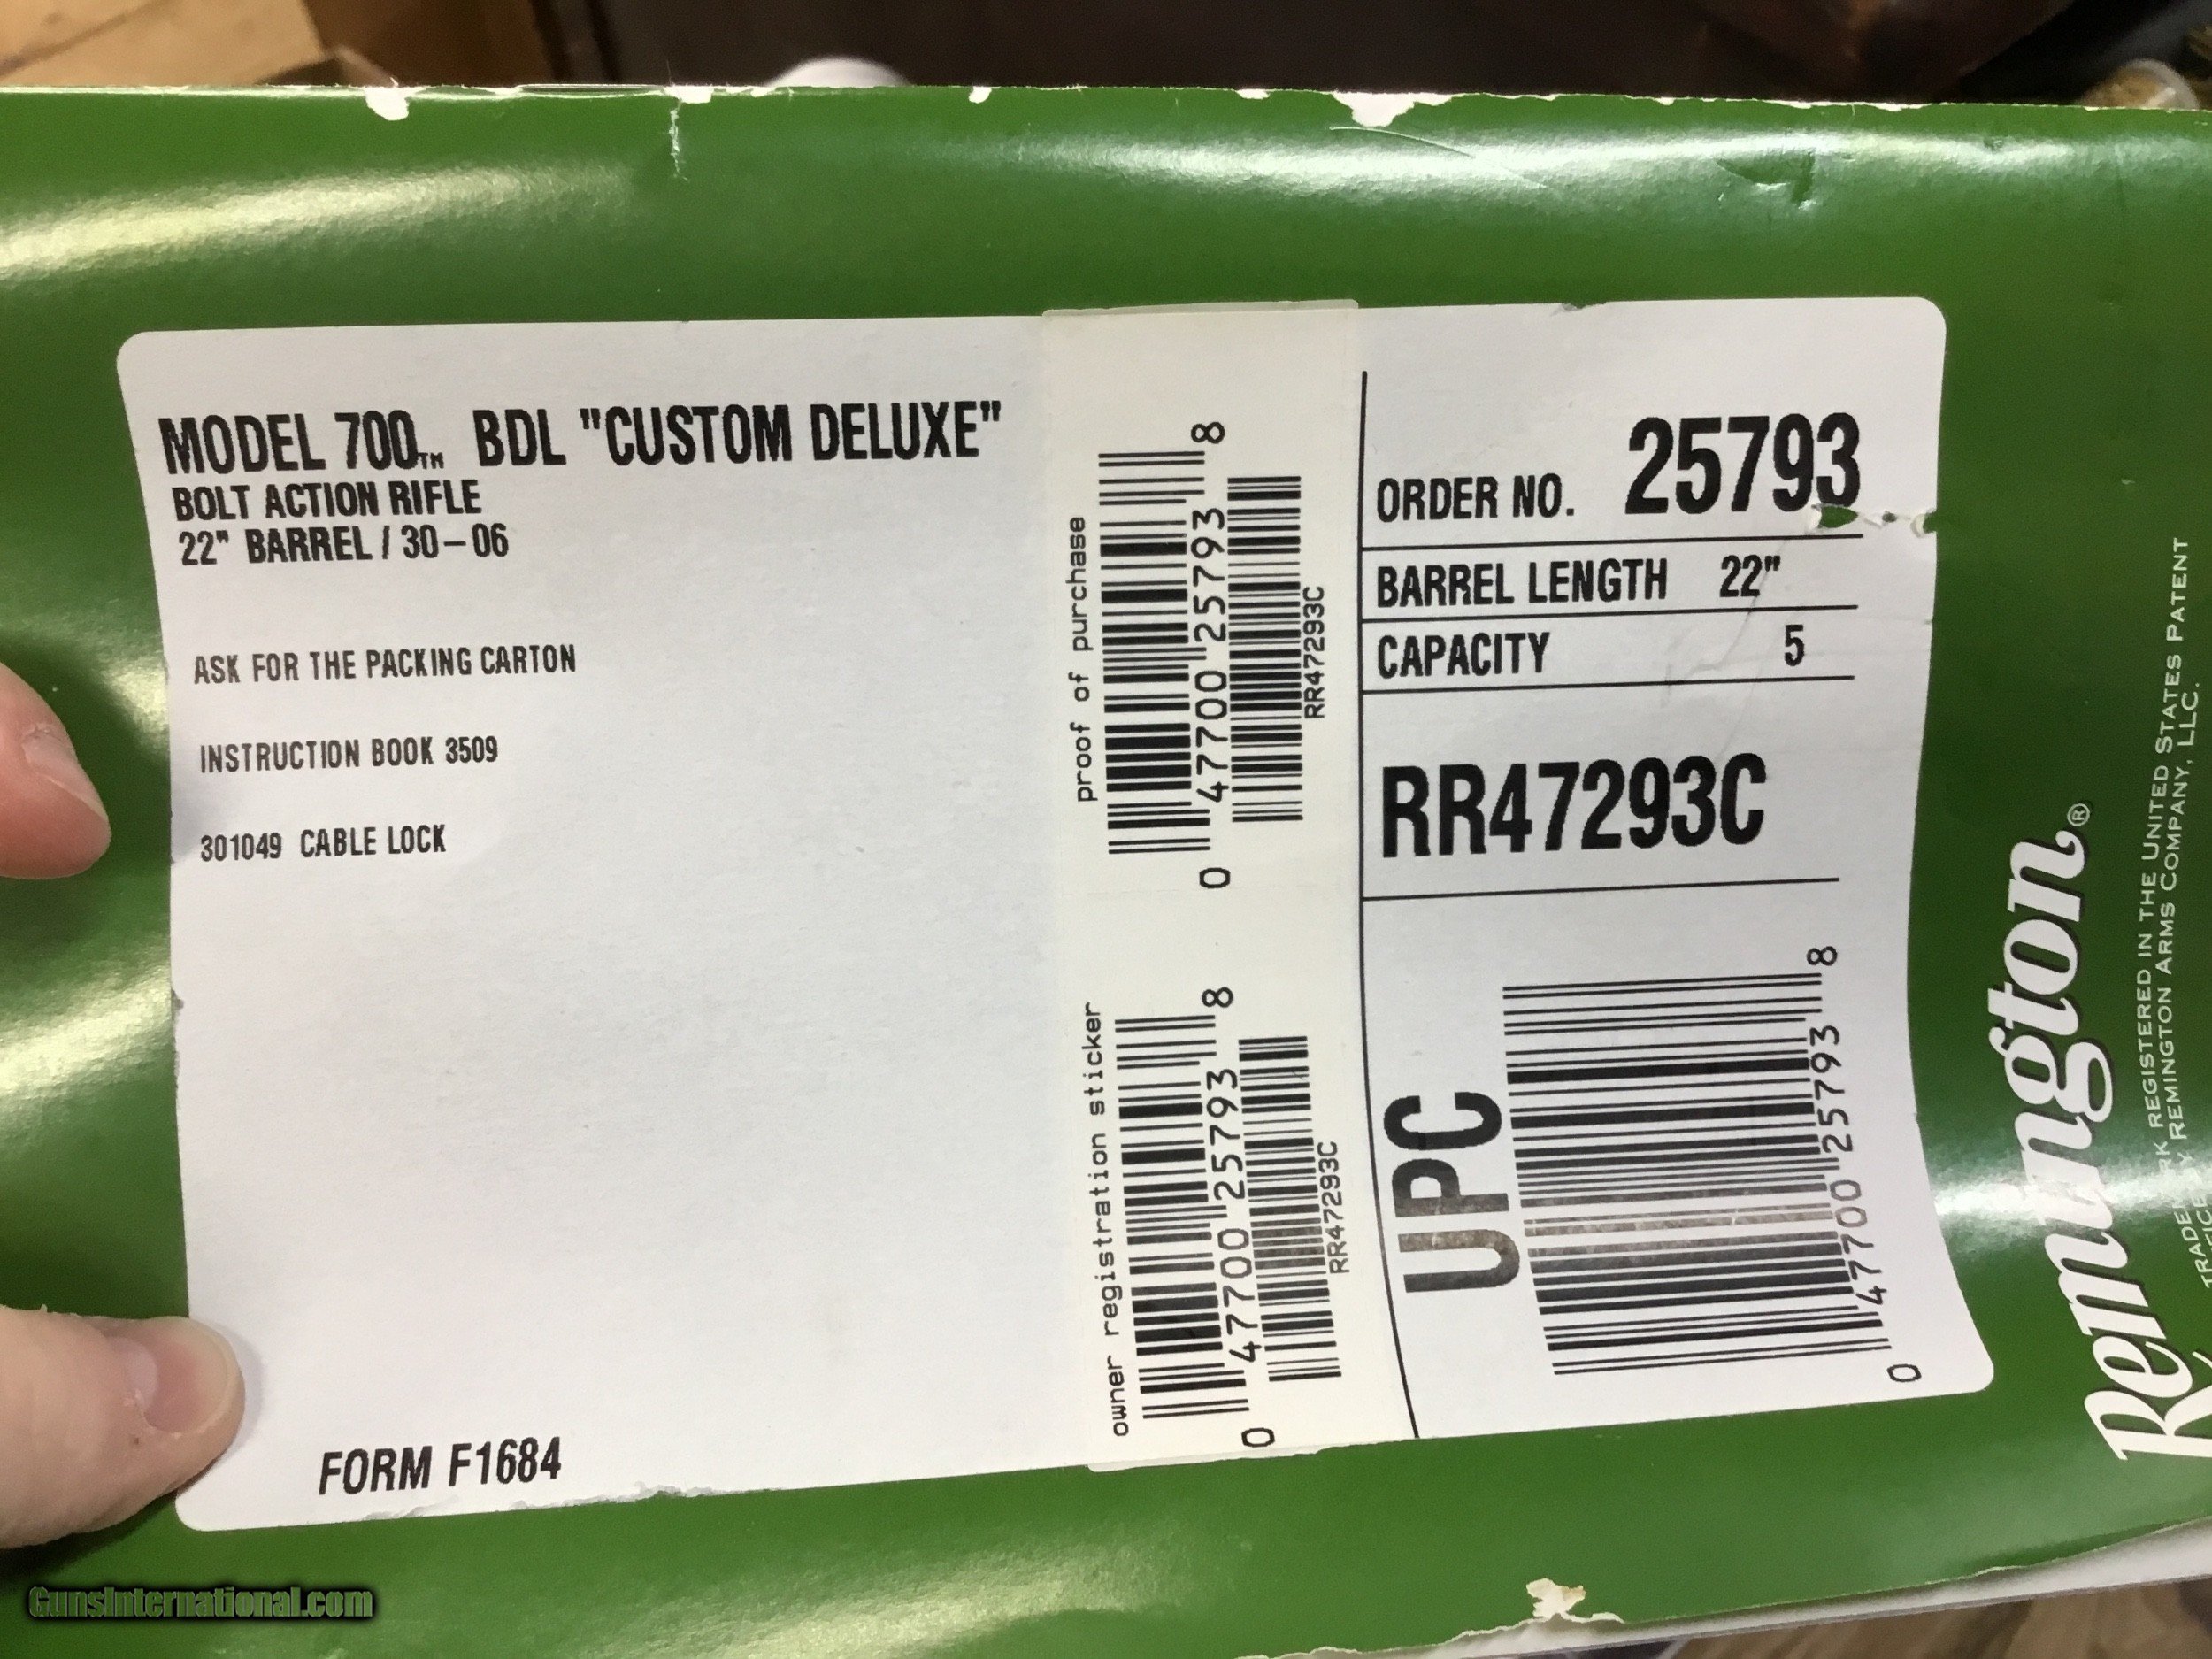 MODEL 700™ BDL "CUSTOM DELUXE"
BOLT ACTION RIFLE
22" BARREL / 30-06
ASK FOR THE PACKING CARTON
INSTRUCTION BOOK 3509
301049 CABLE LOCK
FORM F1684
proof of purchase
0 47700 25793 8
RR47293C
owner registration sticker
0 47700 25793 8
RR47293C
ORDER NO. 25793
BARREL LENGTH 22"
CAPACITY 5
RR47293C
UPC
0 47700 25793 8
Remington®
REGISTERED IN THE UNITED STATES PATENT
REMINGTON ARMS COMPANY, LLC.
GunsInternational.com